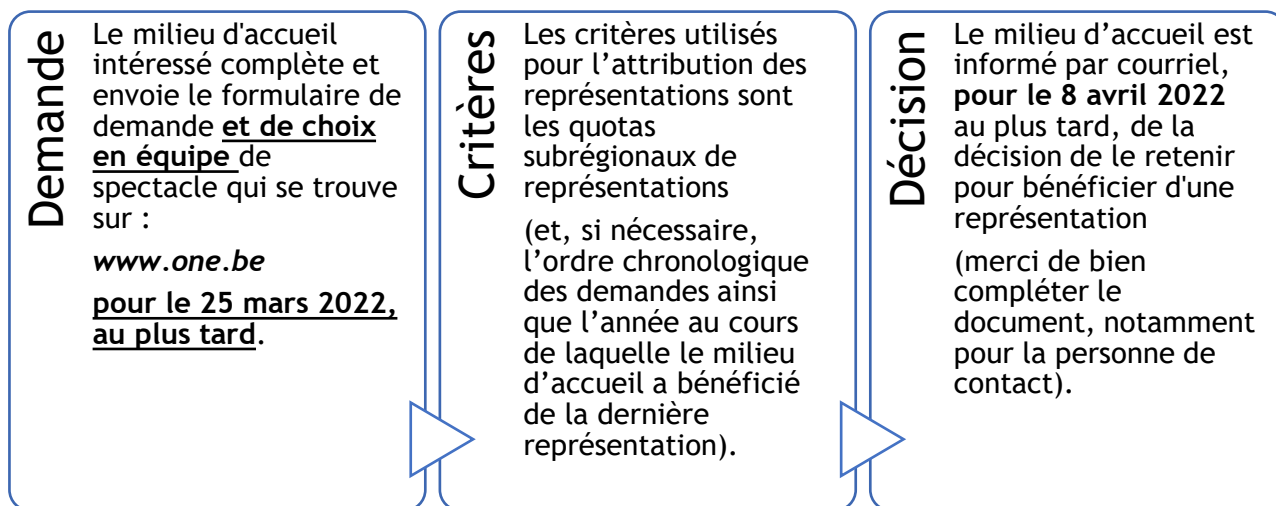 Demande
Le milieu d'accueil
intéressé complète et
envoie le formulaire de
demande et de choix
en équipe de
spectacle qui se trouve
sur :
www.one.be
pour le 25 mars 2022,
au plus tard.
Critères
Les critères utilisés
pour l’attribution des
représentations sont
les quotas
subrégionaux de
représentations
(et, si nécessaire,
l’ordre chronologique
des demandes ainsi
que l’année au cours
de laquelle le milieu
d’accueil a bénéficié
de la dernière
représentation).
Décision
Le milieu d’accueil est
informé par courriel,
pour le 8 avril 2022
au plus tard, de la
décision de le retenir
pour bénéficier d'une
représentation
(merci de bien
compléter le
document, notamment
pour la personne de
contact).